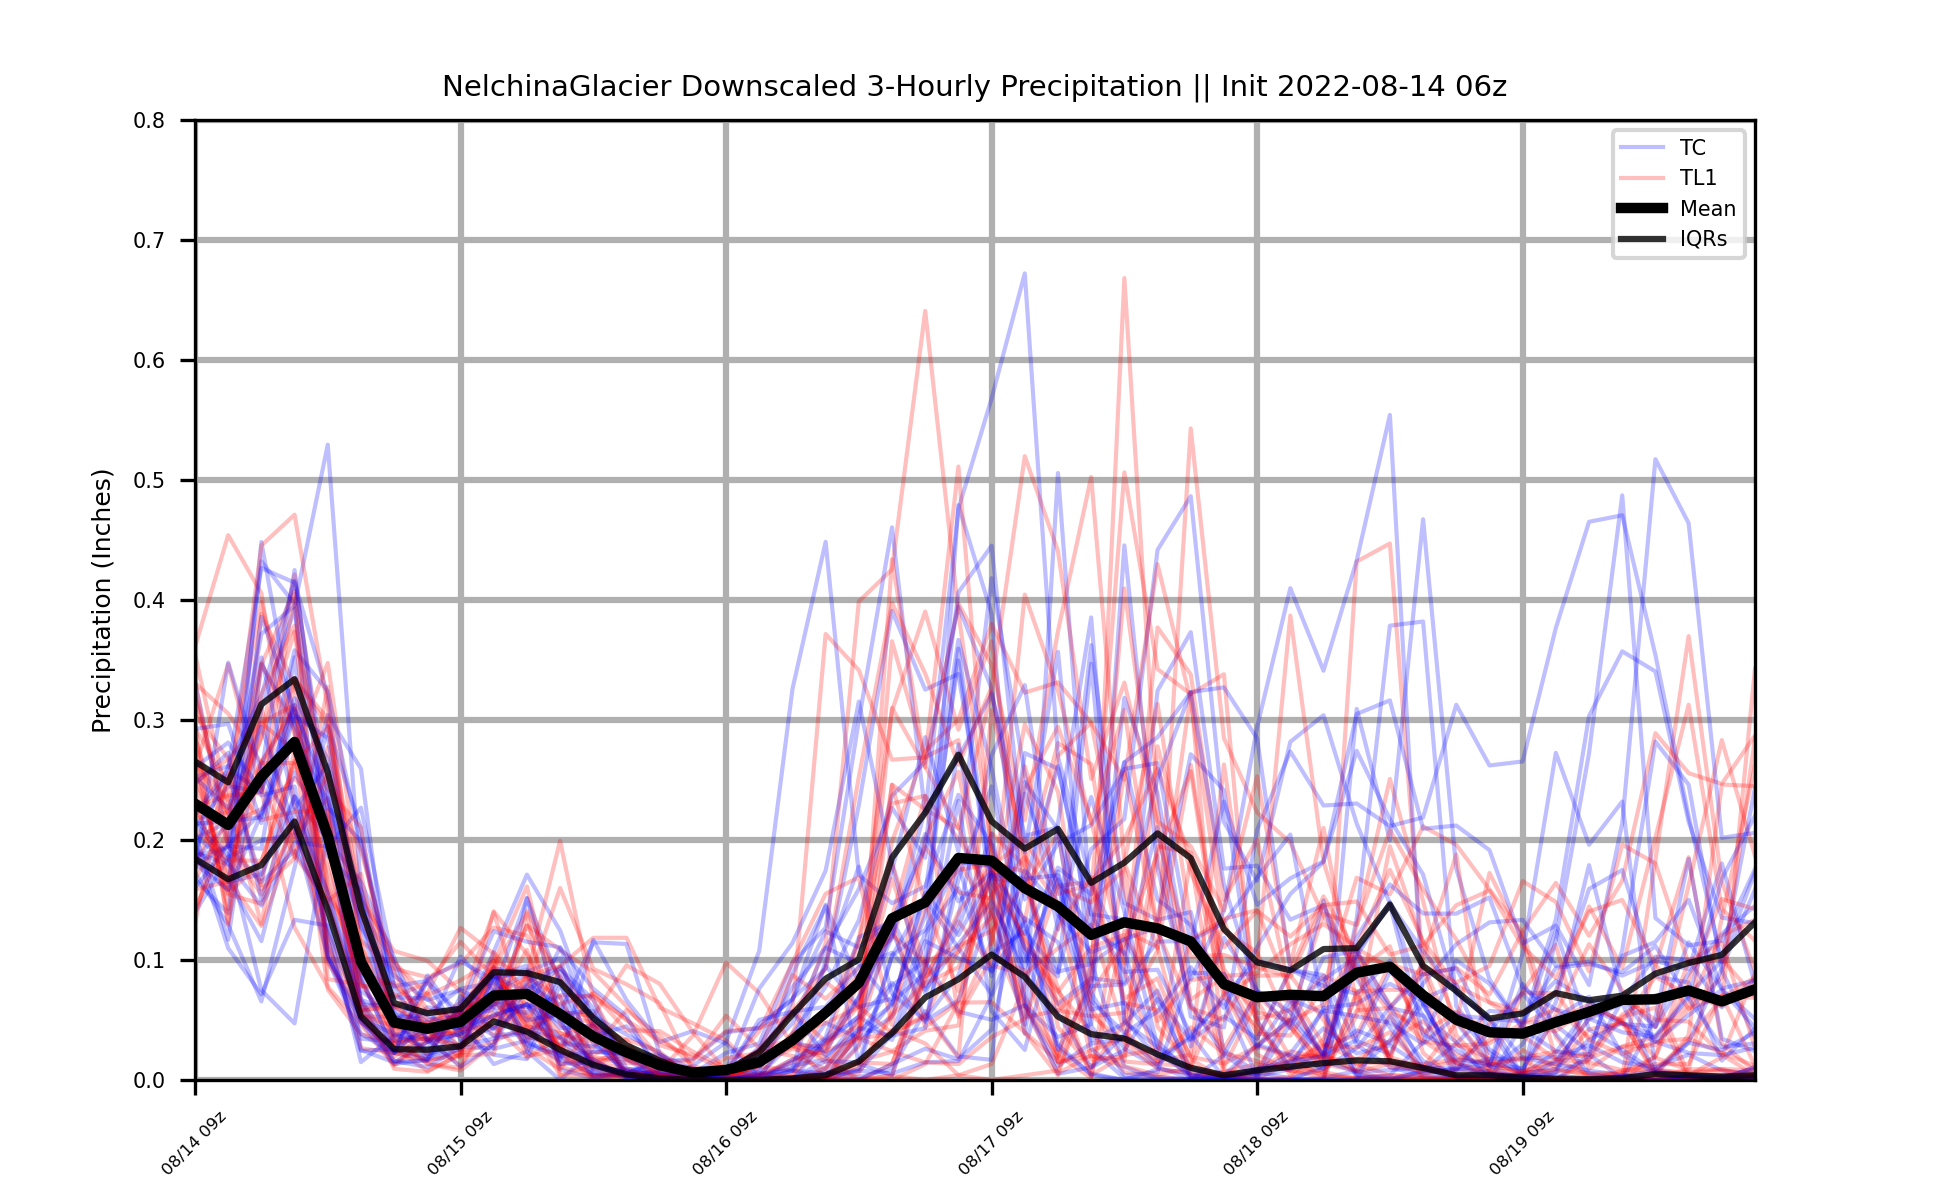 NelchinaGlacier Downscaled 3-Hourly Precipitation || Init 2022-08-14 06z
Precipitation (Inches)
0.8
0.7
0.6
0.5
0.4
0.3
0.2
0.1
0.0
TC
TL1
Mean
IQRs
08/14 09z
08/15 09z
08/16 09z
08/17 09z
08/18 09z
08/19 09z